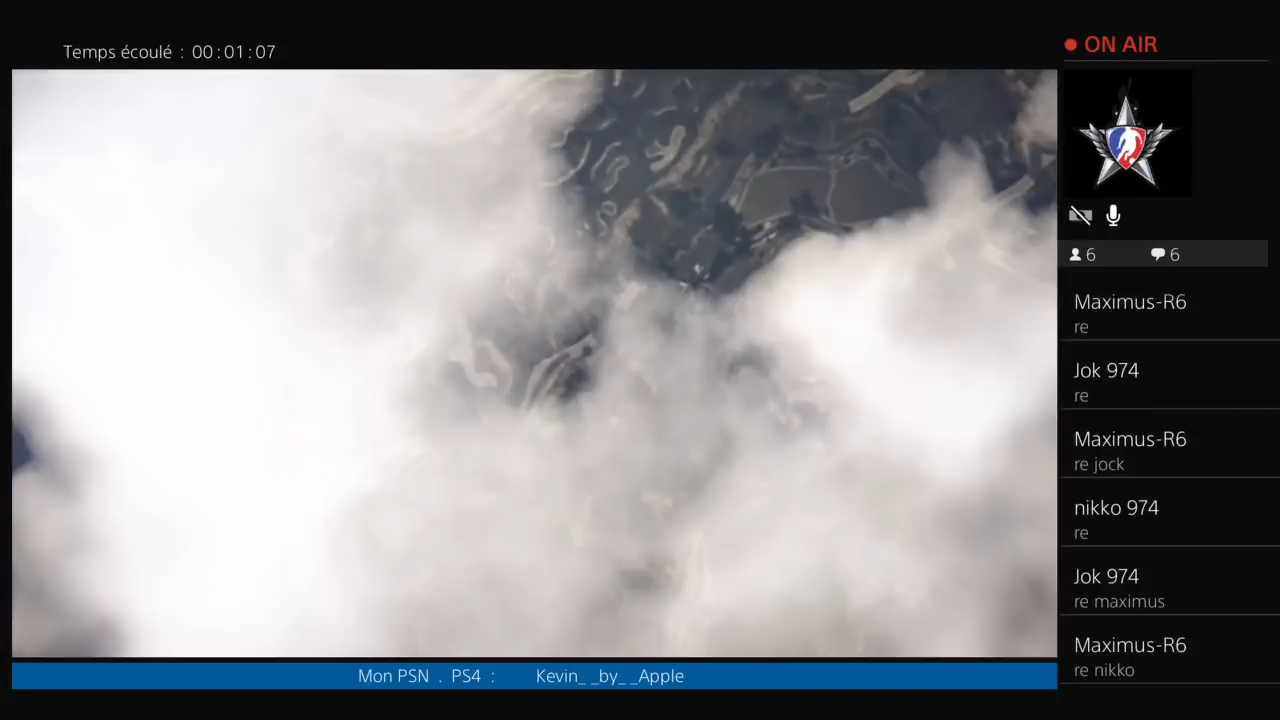 Temps écoulé : 00:01:07
ON AIR
6 6
Maximus-R6
re
Jok 974
re
Maximus-R6
re jock
nikko 974
re
Jok 974
re maximus
Maximus-R6
re nikko
Mon PSN . PS4 : Kevin_ _by_ _Apple